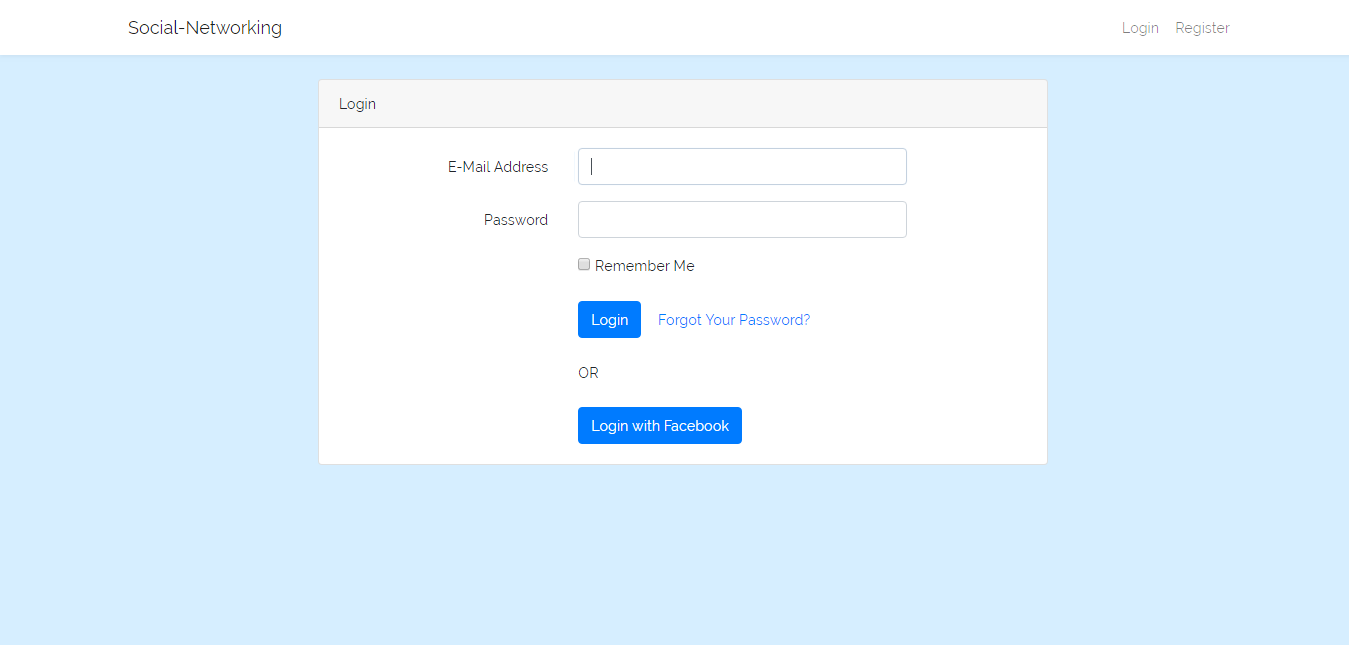 Social-Networking
Login Register
Login
E-Mail Address
Password
Remember Me
Login Forgot Your Password?
OR
Login with Facebook